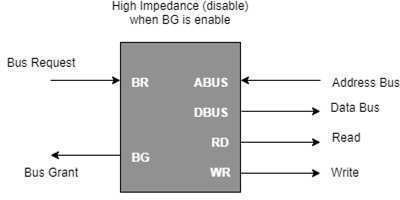 High Impedance (disable)
when BG is enable
Bus Request
BR
ABUS
Address Bus
DBUS
Data Bus
RD
Read
BG
Bus Grant
WR
Write